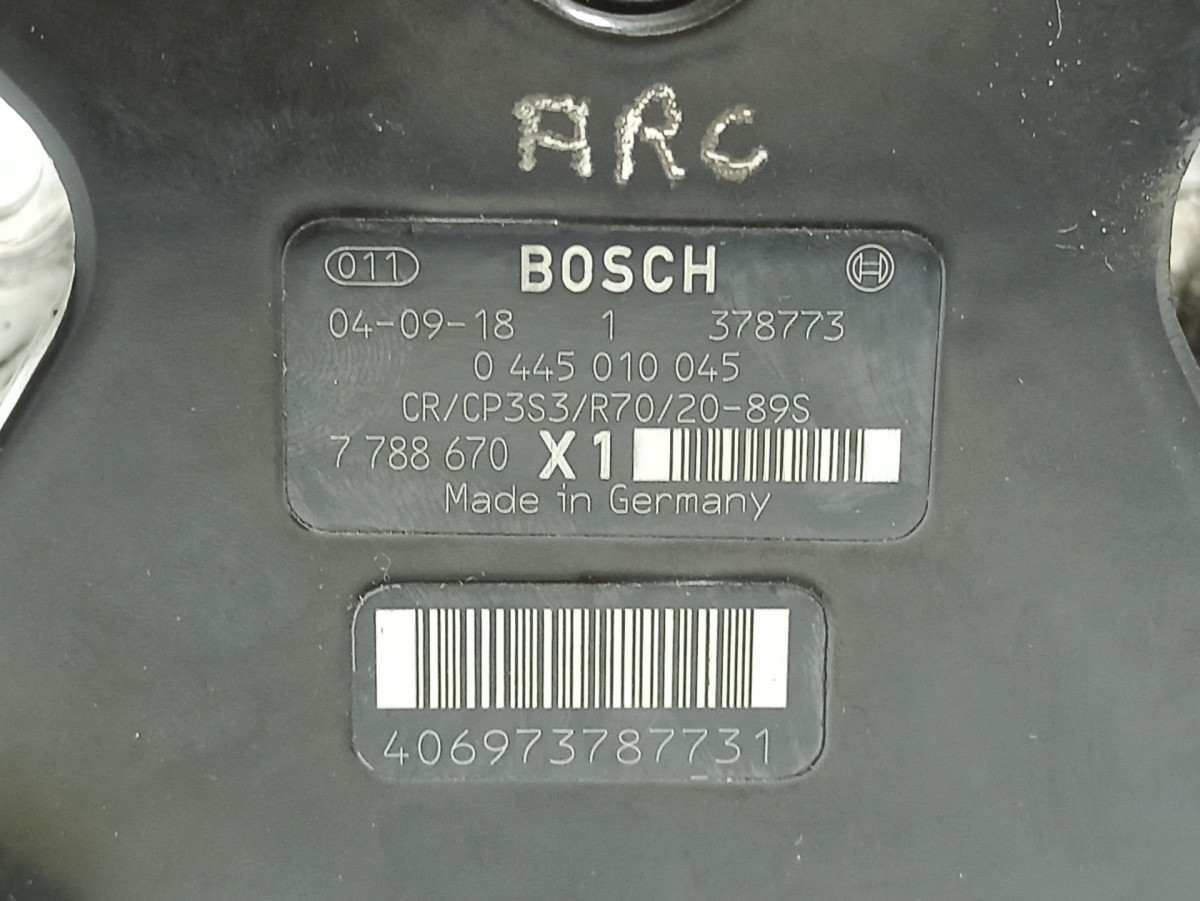 ARC
011 BOSCH
04-09-18 1 378773
0 445 010 045
CR/CP3S3/R70/20-89S
7 788 670 X1
Made in Germany
406973787731